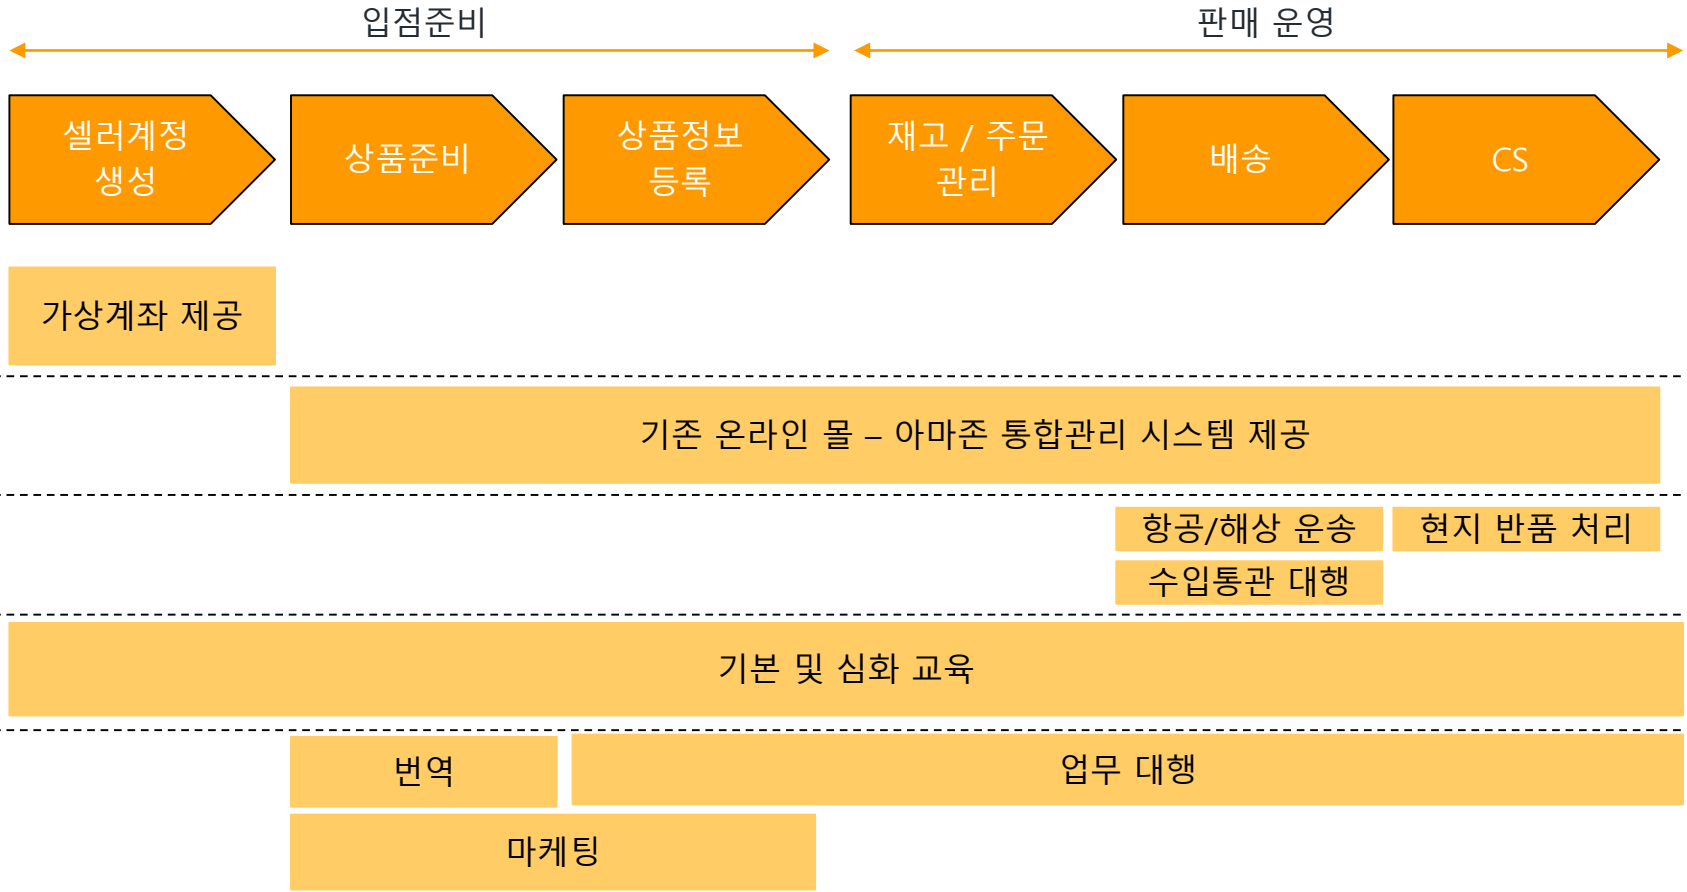 입점준비
판매 운영
셀러계정
생성
상품준비
상품정보
등록
재고 / 주문
관리
배송
CS
가상계좌 제공
기존 온라인 몰 – 아마존 통합관리 시스템 제공
항공/해상 운송
현지 반품 처리
수입통관 대행
기본 및 심화 교육
번역
업무 대행
마케팅